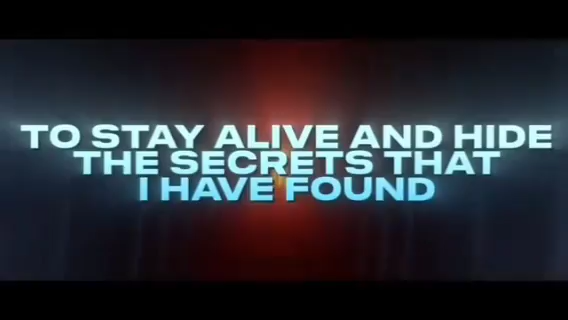 TO STAY ALIVE AND HIDE
THE SECRETS THAT
I HAVE FOUND